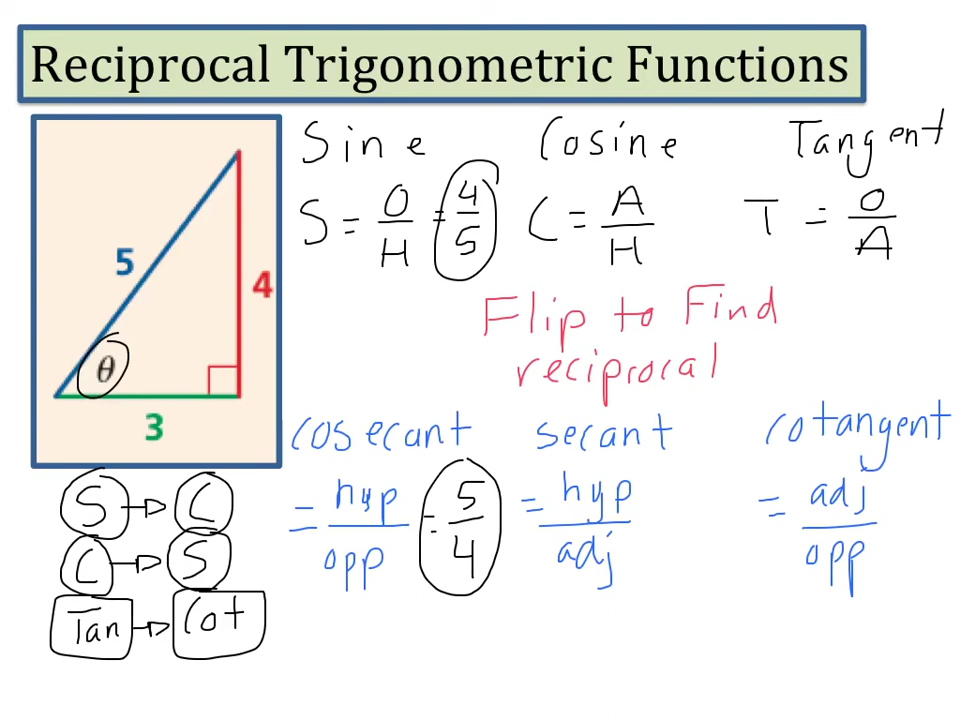 Reciprocal Trigonometric Functions
Sine Cosine Tangent
S = O/H = 4/5 C = A/H T = O/A
5
4
θ
3
Flip to Find
reciprocal
cosecant secant cotangent
= hyp/opp = 5/4 = hyp/adj = adj/opp
S → C
C → S
Tan → Cot